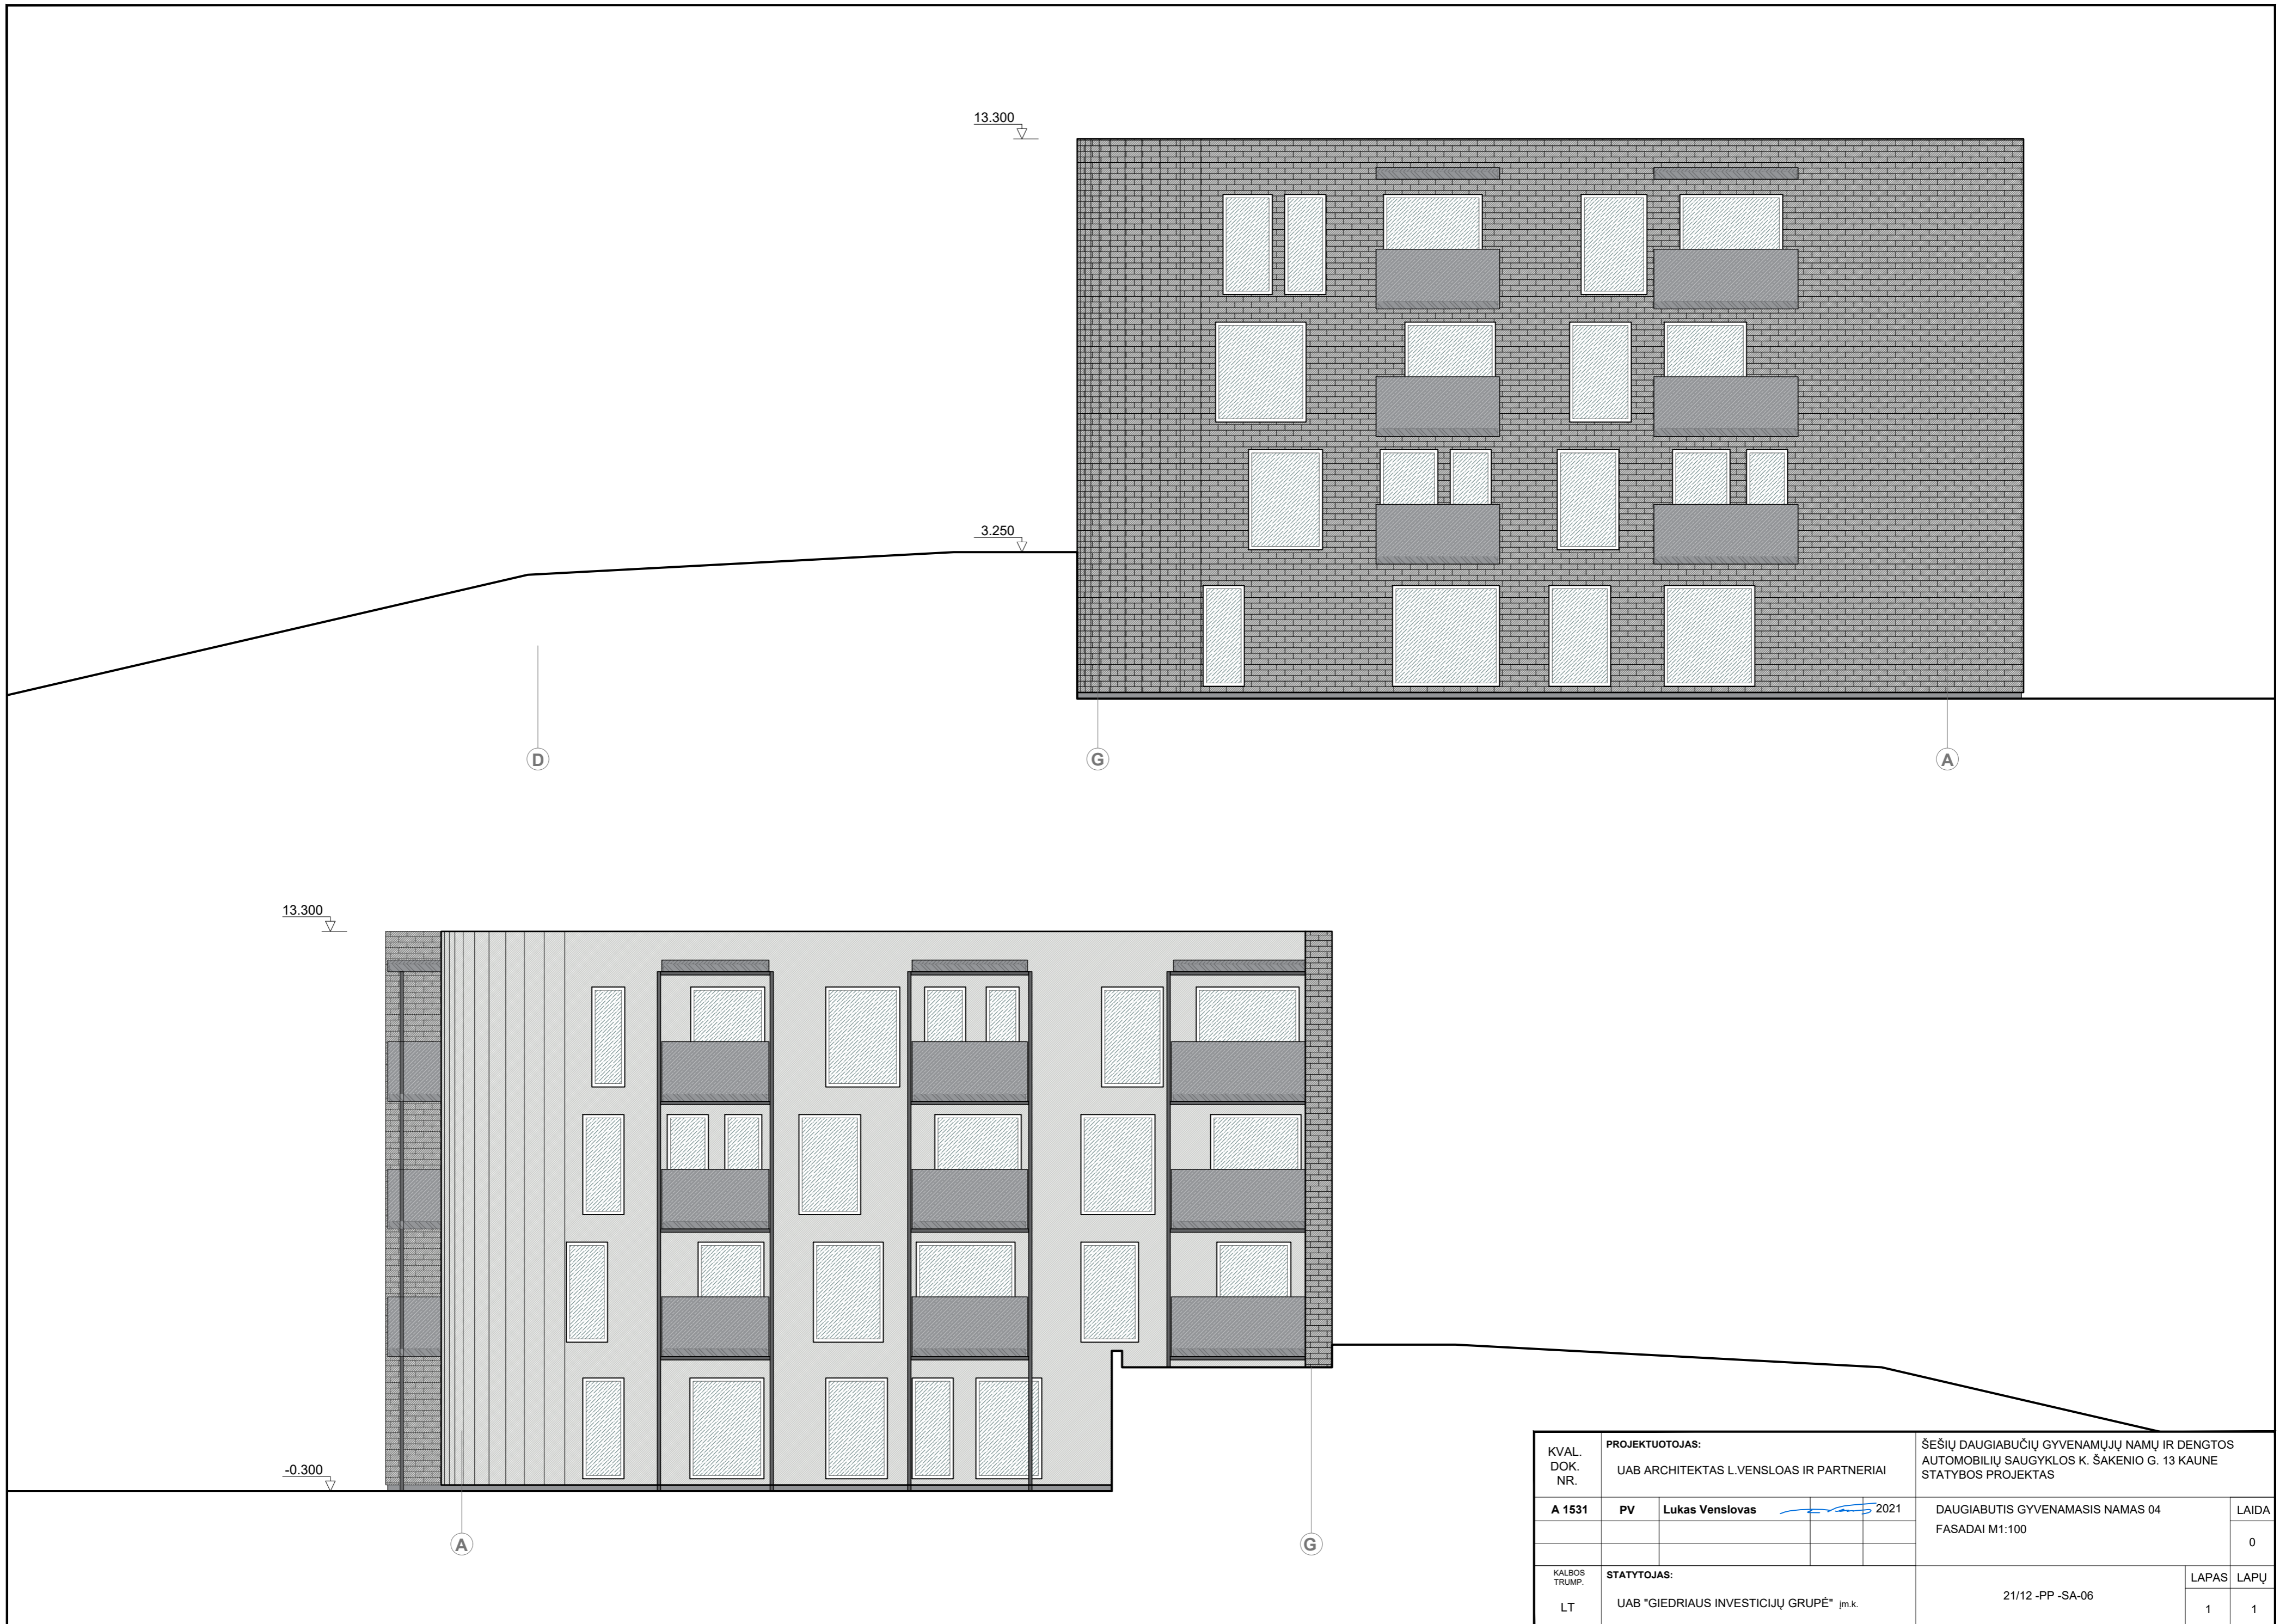 13.300
3.250
D
G
A
13.300
-0.300
A
G
KVAL.
DOK.
NR.
PROJEKTUOTOJAS:
UAB ARCHITEKTAS L.VENSLOAS IR PARTNERIAI
ŠEŠIŲ DAUGIABUČIŲ GYVENAMŲJŲ NAMŲ IR DENGTOS
AUTOMOBILIŲ SAUGYKLOS K. ŠAKENIO G. 13 KAUNE
STATYBOS PROJEKTAS
A 1531 PV Lukas Venslovas 2021
DAUGIABUTIS GYVENAMASIS NAMAS 04
FASADAI M1:100
LAIDA
0
KALBOS
TRUMP.
LT
STATYTOJAS:
UAB "GIEDRIAUS INVESTICIJŲ GRUPĖ" įm.k.
21/12 -PP -SA-06
LAPAS LAPŲ
1 1